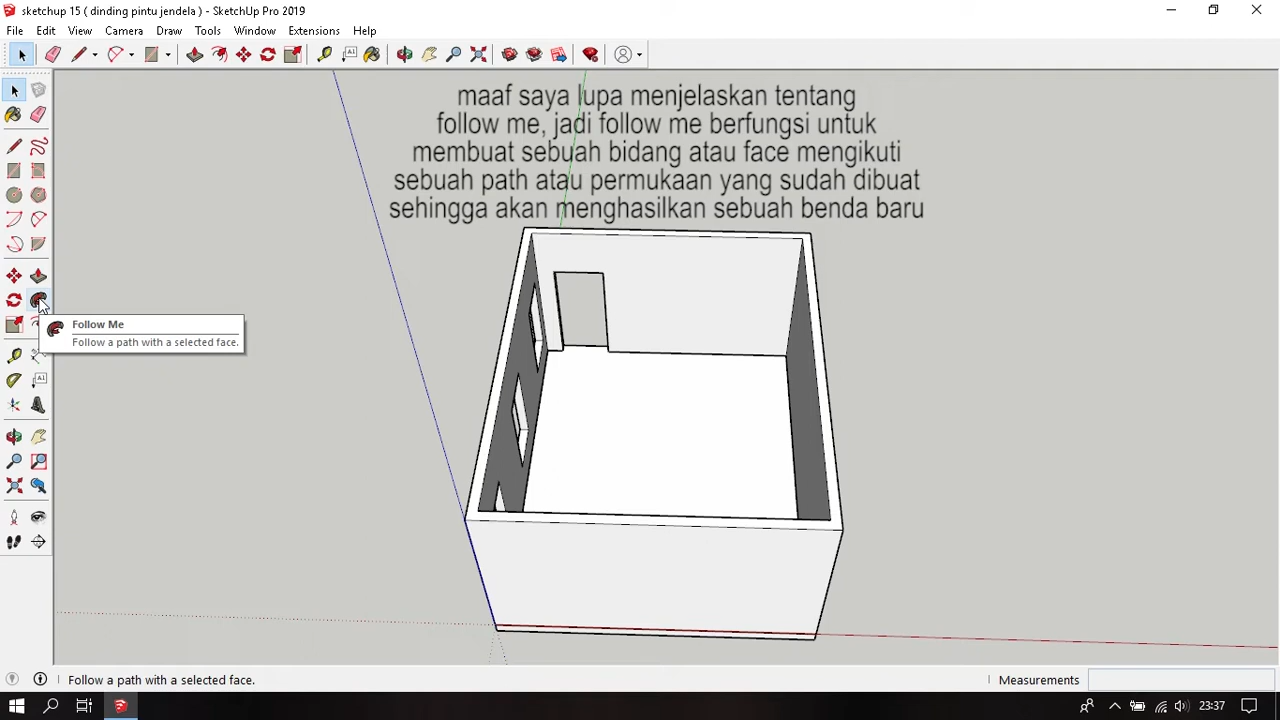 sketchup 15 ( dinding pintu jendela ) - SketchUp Pro 2019
File Edit View Camera Draw Tools Window Extensions Help
maaf saya lupa menjelaskan tentang
follow me, jadi follow me berfungsi untuk
membuat sebuah bidang atau face mengikuti
sebuah path atau permukaan yang sudah dibuat
sehingga akan menghasilkan sebuah benda baru
Follow Me
Follow a path with a selected face.
Follow a path with a selected face. Measurements
23:37